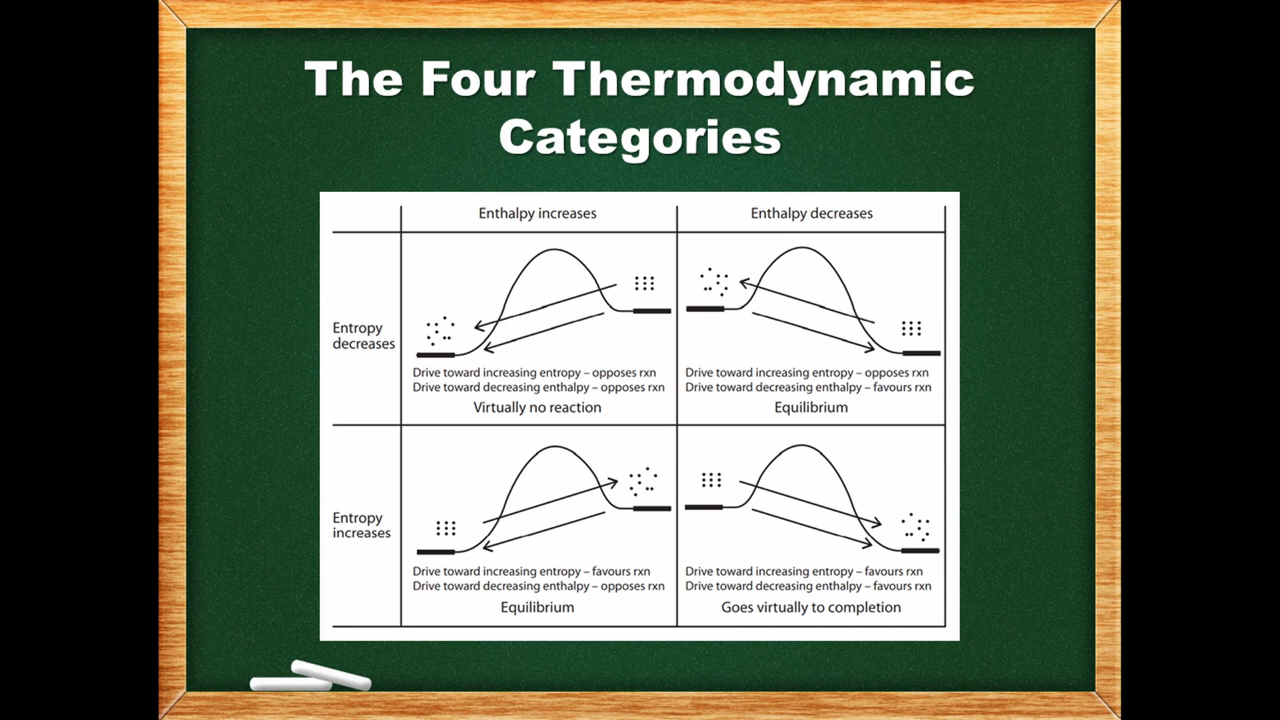 The Four Thermodynamic
Categories
Enthalpy increases
Enthalpy decreases
Entropy
decreases
Drive toward increasing entropy – opposes rxn
Drive toward decreasing enthalpy – opposes rxn
Virtually no reaction
Drive toward increasing entropy – opposes rxn
Drive toward decreasing enthalpy – favours rxn
Equilibrium
Entropy
increases
Drive toward decreasing entropy – favours rxn
Drive toward decreasing enthalpy – opposes rxn
Equilibrium
Drive toward increasing entropy – favours rxn
Drive toward decreasing enthalpy – favours rxn
Goes virtually to completion